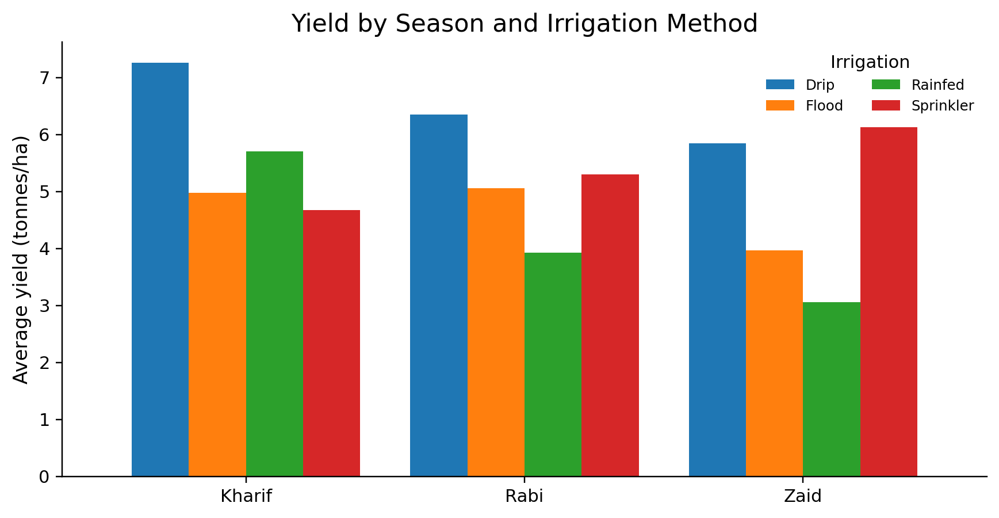 Yield by Season and Irrigation Method
Irrigation
Drip
Flood
Rainfed
Sprinkler
Average yield (tonnes/ha)
7
6
5
4
3
2
1
0
Kharif
Rabi
Zaid